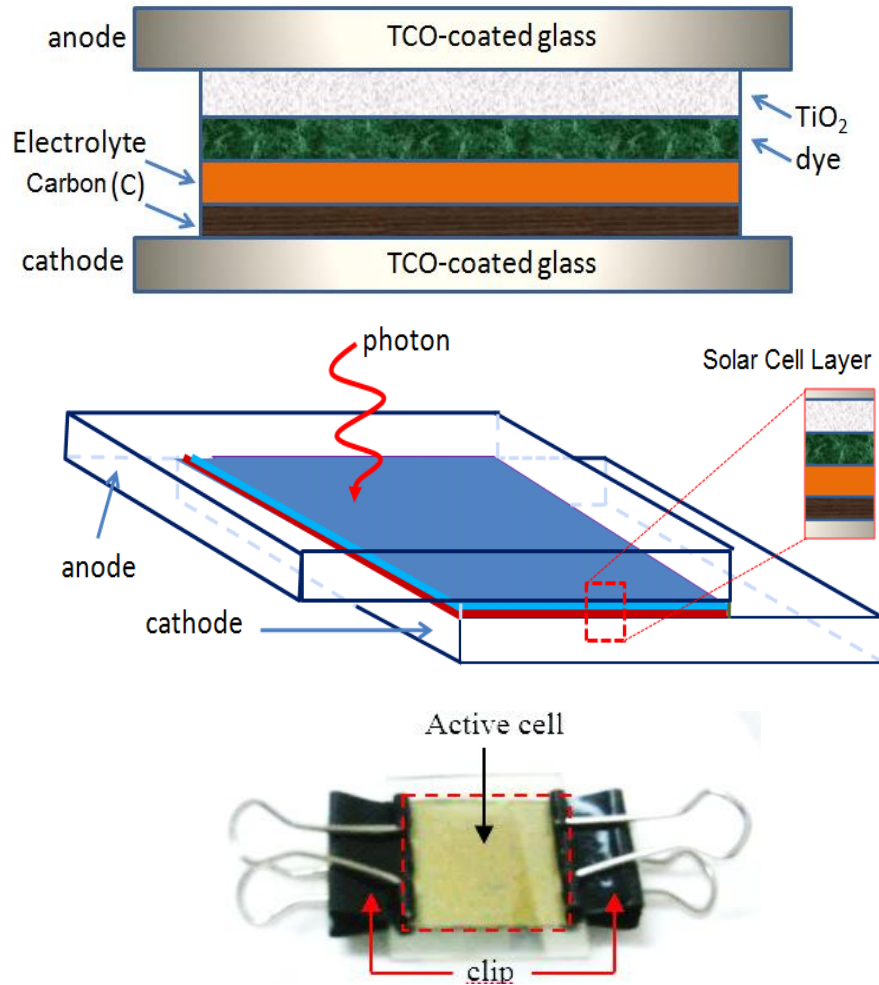 anode
TCO-coated glass
TiO₂
Electrolyte
dye
Carbon (C)
cathode
TCO-coated glass
photon
Solar Cell Layer
anode
cathode
Active cell
clip